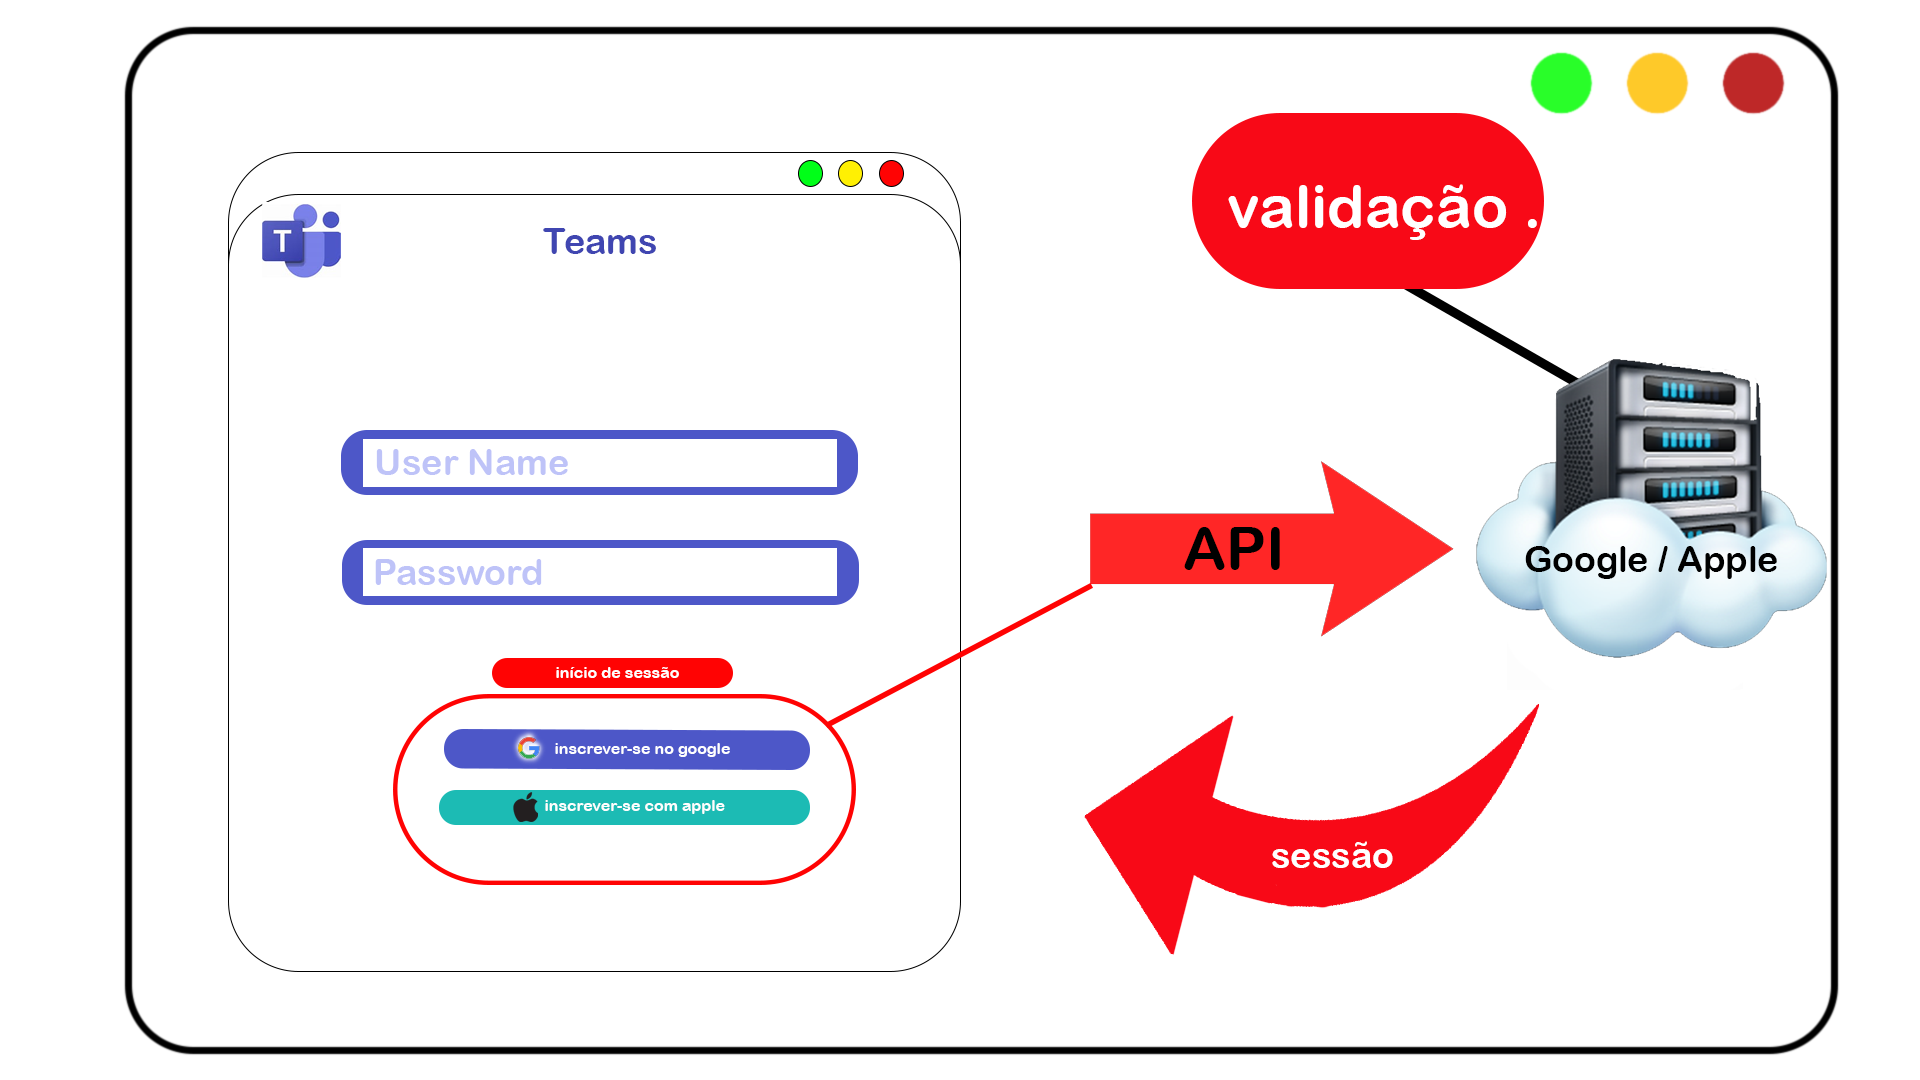 validação .
T
Teams
User Name
Password
API
Google / Apple
início de sessão
inscrever-se no google
inscrever-se com apple
sessão